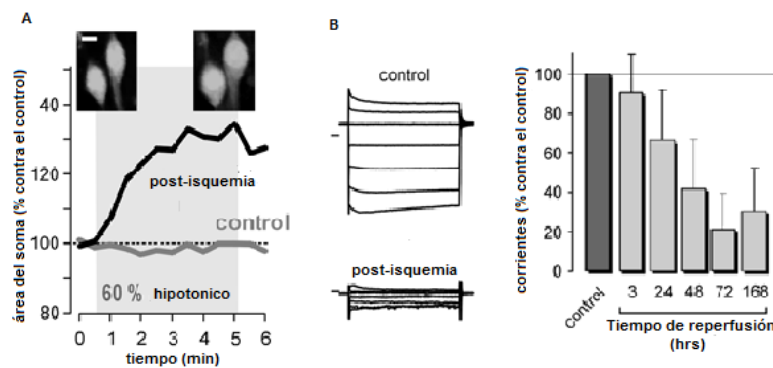 A
área del soma (% contra el control)
140
120
100
80
post-isquemia
control
60 % hipotonico
0 1 2 3 4 5 6
tiempo (min)
B
control
post-isquemia
corrientes (% contra el control)
100
80
60
40
20
0
Control 3 24 48 72 168
Tiempo de reperfusión
(hrs)